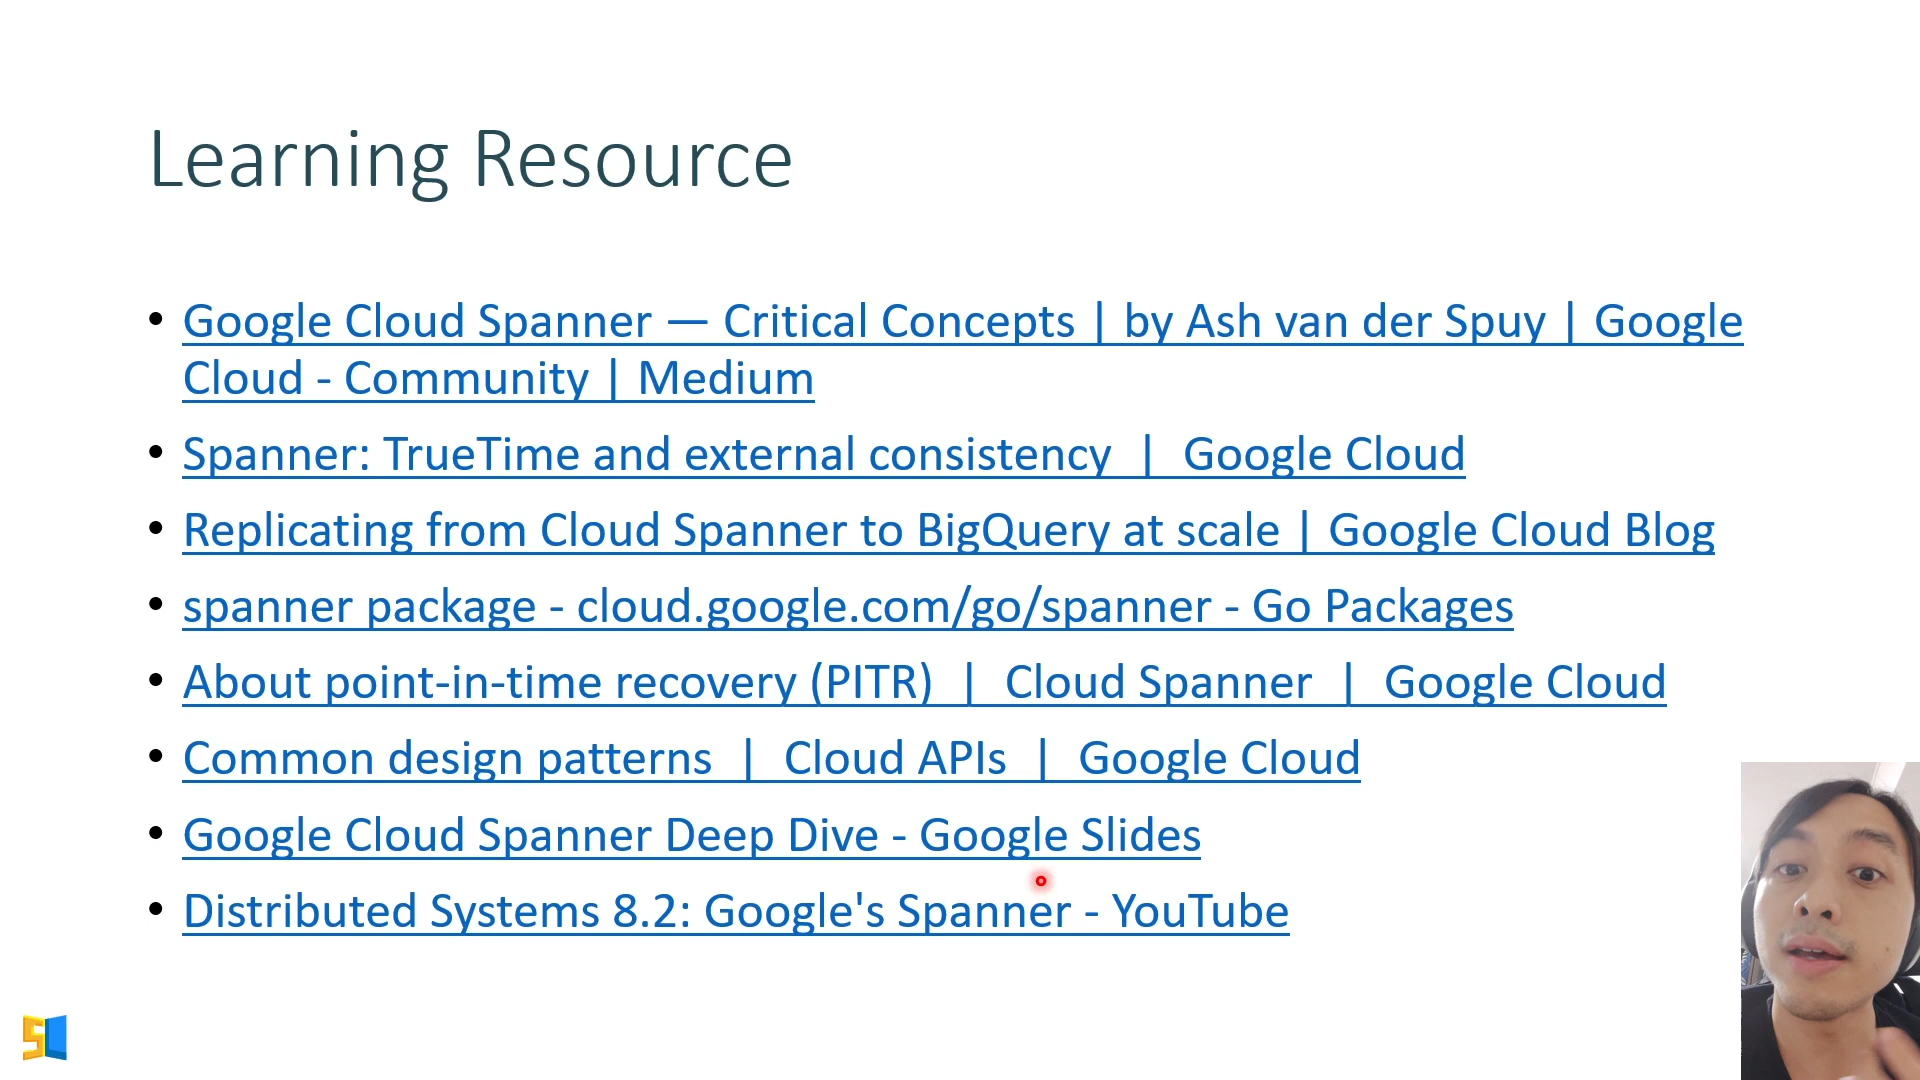 Learning Resource
• Google Cloud Spanner — Critical Concepts | by Ash van der Spuy | Google
Cloud - Community | Medium
• Spanner: TrueTime and external consistency | Google Cloud
• Replicating from Cloud Spanner to BigQuery at scale | Google Cloud Blog
• spanner package - cloud.google.com/go/spanner - Go Packages
• About point-in-time recovery (PITR) | Cloud Spanner | Google Cloud
• Common design patterns | Cloud APIs | Google Cloud
• Google Cloud Spanner Deep Dive - Google Slides
• Distributed Systems 8.2: Google's Spanner - YouTube